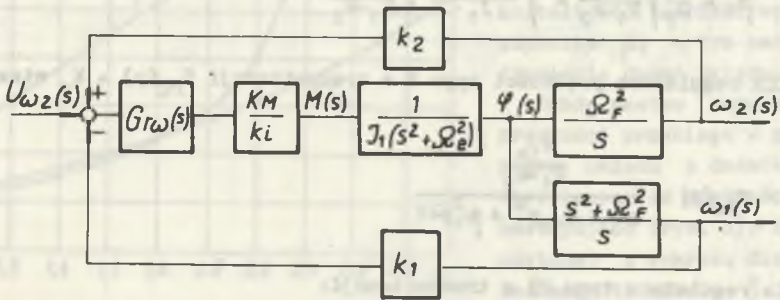 k2
Uω2(s)
+
−
Grω(s)
KM
ki
M(s)
1
J1(s²+Ωe²)
φ(s)
ΩF²
s
ω2(s)
s²+ΩF²
s
ω1(s)
k1